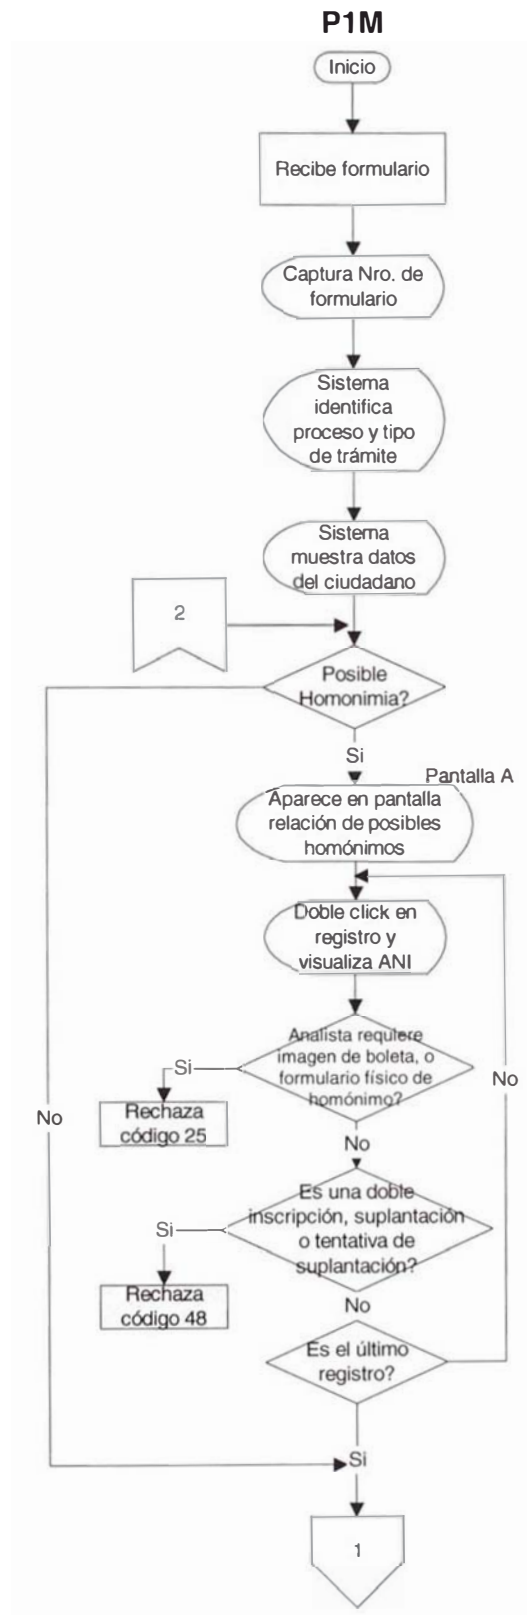 P1M
Inicio
Recibe formulario
Captura Nro. de
formulario
Sistema
identifica
proceso y tipo
de trámite
Sistema
muestra datos
del ciudadano
2
Posible
Homonimia?
Si
Pantalla A
Aparece en pantalla
relación de posibles
homónimos
Doble click en
registro y
visualiza ANI
Analista requiere
imagen de boleta, o
formulario físico de
homónimo?
Si
No
No
Rechaza
código 25
No
Es una doble
inscripción, suplantación
o tentativa de
suplantación?
Si
Rechaza
código 48
No
Es el último
registro?
Si
1